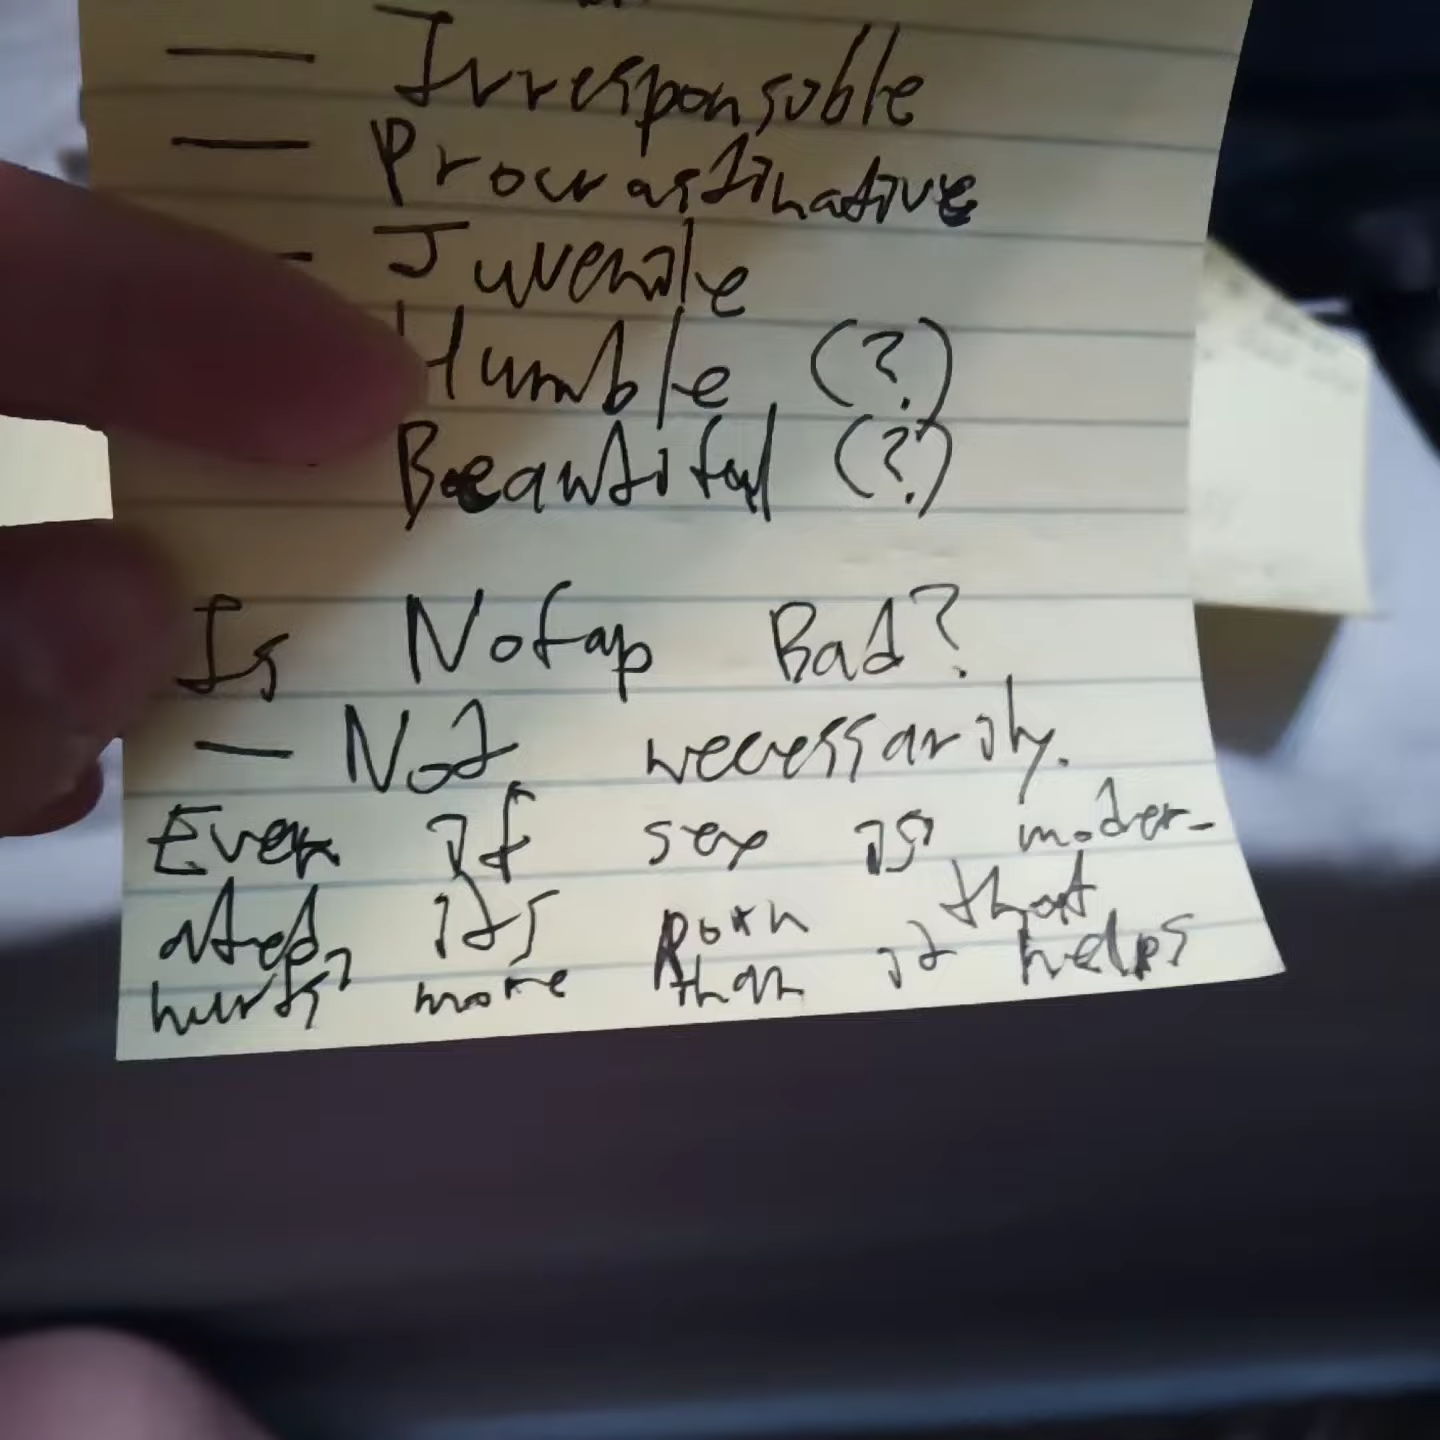 — Irresponsoble
— Procrastinative
- Juvenile
Humble (?)
Beautiful (?)
Is Nofap Bad?
— Not necessarily.
Even if sex is moder-
ated, its porn that
hurts more than it helps